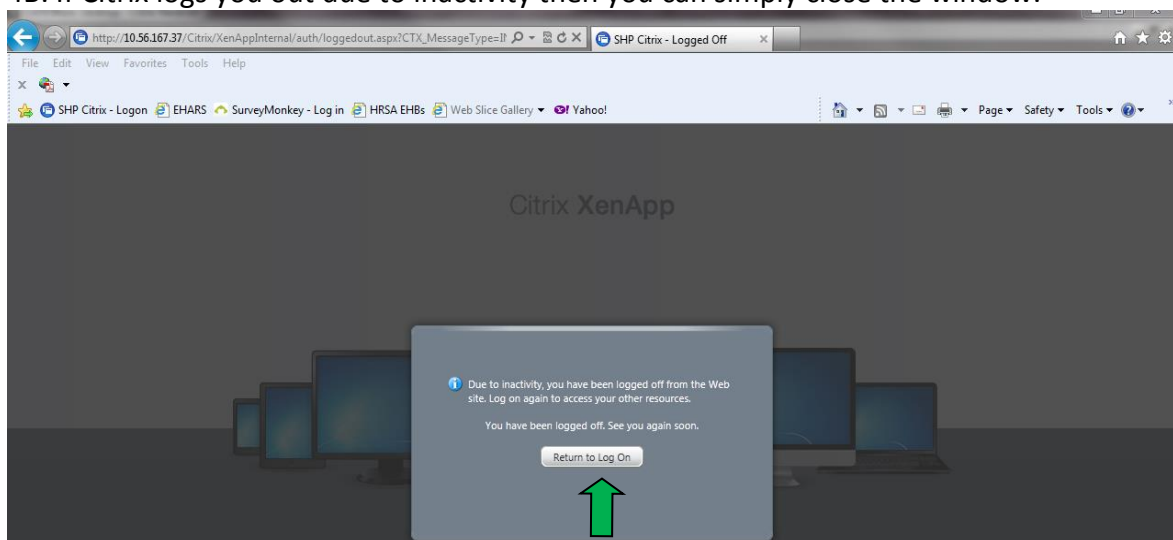 4B. If Citrix logs you out due to inactivity then you can simply close the window.
http://10.56.167.37/Citrix/XenAppInternal/auth/loggedout.aspx?CTX_MessageType=
SHP Citrix - Logged Off
File Edit View Favorites Tools Help
SHP Citrix - Logon EHARS SurveyMonkey - Log in HRSA EHBs Web Slice Gallery Yahoo! Page Safety Tools
Citrix XenApp
Due to inactivity, you have been logged off from the Web
site. Log on again to access your other resources.
You have been logged off. See you again soon.
Return to Log On